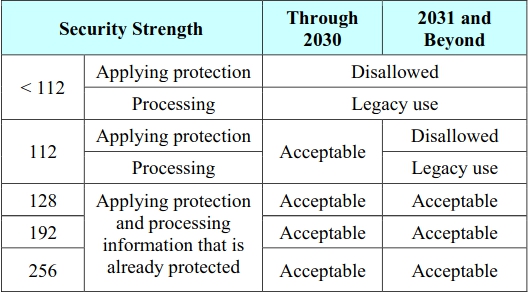 Security Strength
Through
2030
2031 and
Beyond
< 112
Applying protection
Disallowed
Processing
Legacy use
112
Applying protection
Acceptable
Disallowed
Processing
Legacy use
128
Applying protection
and processing
information that is
already protected
Acceptable
Acceptable
192
Acceptable
Acceptable
256
Acceptable
Acceptable